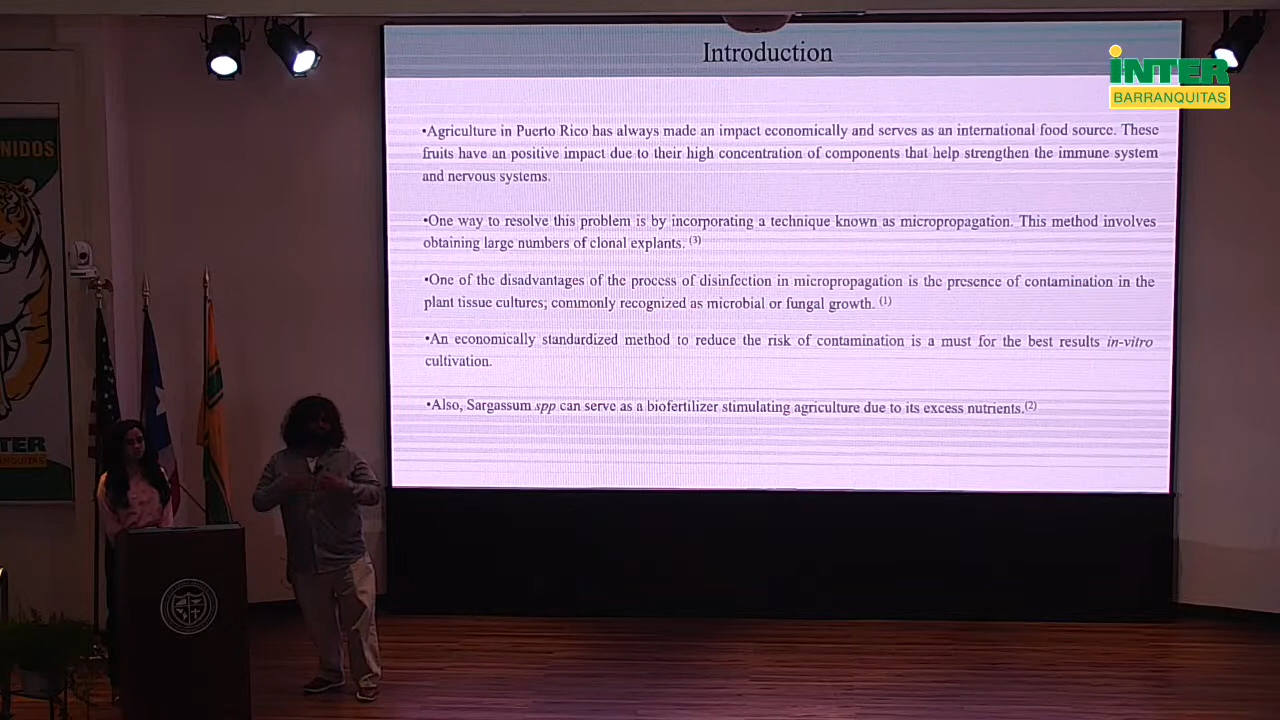 Introduction
INTER
BARRANQUITAS
•Agriculture in Puerto Rico has always made an impact economically and serves as an international food source. These
fruits have an positive impact due to their high concentration of components that help strengthen the immune system
and nervous systems.
•One way to resolve this problem is by incorporating a technique known as micropropagation. This method involves
obtaining large numbers of clonal explants. (3)
•One of the disadvantages of the process of disinfection in micropropagation is the presence of contamination in the
plant tissue cultures; commonly recognized as microbial or fungal growth. (1)
•An economically standardized method to reduce the risk of contamination is a must for the best results in-vitro
cultivation.
•Also, Sargassum spp can serve as a biofertilizer stimulating agriculture due to its excess nutrients.(2)
NIDOS
TER